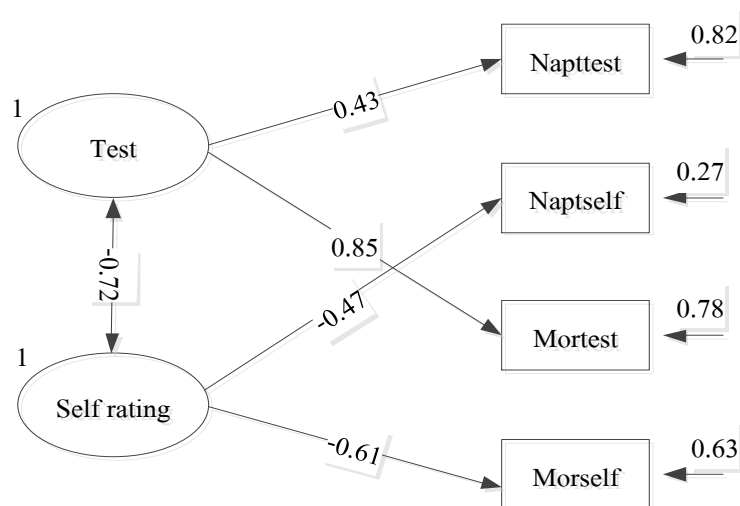 0.82
Napttest
1
0.43
Test
0.27
Naptself
0.85
-0.72
-0.47
0.78
Mortest
1
Self rating
-0.61
0.63
Morself